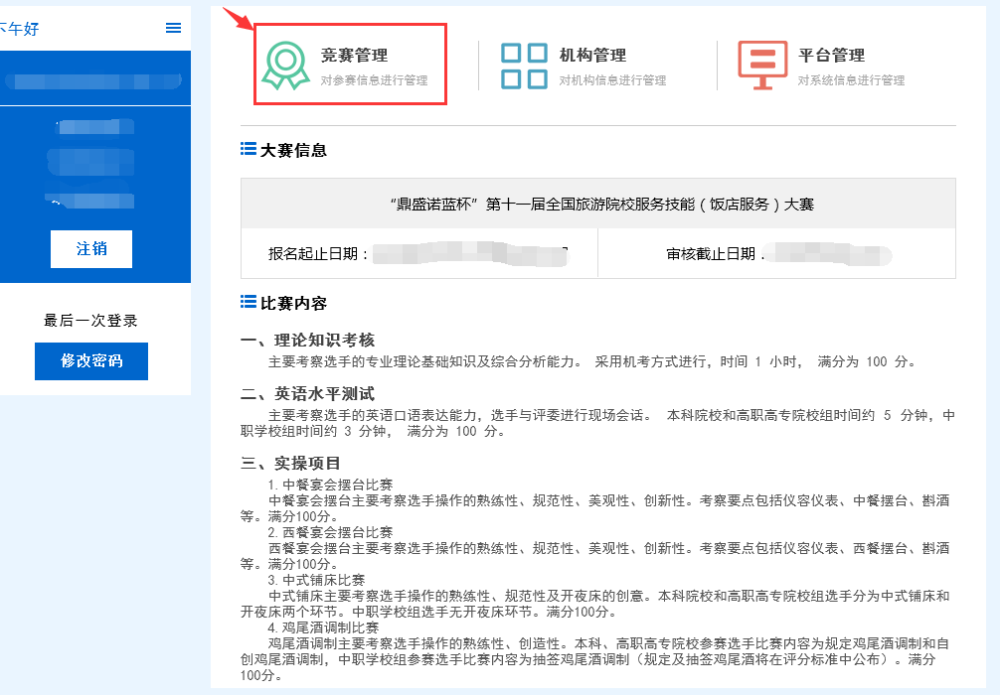 下午好
注销
最后一次登录
修改密码
竞赛管理
对参赛信息进行管理
机构管理
对机构信息进行管理
平台管理
对系统信息进行管理
大赛信息
“鼎盛诺蓝杯”第十一届全国旅游院校服务技能（饭店服务）大赛
报名起止日期：
审核截止日期：
比赛内容
一、理论知识考核
主要考察选手的专业理论基础知识及综合分析能力。 采用机考方式进行，时间 1 小时， 满分为 100 分。
二、英语水平测试
主要考察选手的英语口语表达能力，选手与评委进行现场会话。 本科院校和高职高专院校组时间约 5 分钟，中
职学校组时间约 3 分钟， 满分为 100 分。
三、实操项目
1. 中餐宴会摆台比赛
中餐宴会摆台主要考察选手操作的熟练性、规范性、美观性、创新性。考察要点包括仪容仪表、中餐摆台、斟酒
等。满分100分。
2. 西餐宴会摆台比赛
西餐宴会摆台主要考察选手操作的熟练性、规范性、美观性、创新性。考察要点包括仪容仪表、西餐摆台、斟酒
等。满分100分。
3. 中式铺床比赛
中式铺床主要考察选手操作的熟练性、规范性及开夜床的创意。本科院校和高职高专院校组选手分为中式铺床和
开夜床两个环节。中职学校组选手无开夜床环节。满分100分。
4. 鸡尾酒调制比赛
鸡尾酒调制主要考察选手操作的熟练性、创造性。本科、高职高专院校参赛选手比赛内容为规定鸡尾酒调制和自
创鸡尾酒调制，中职学校组参赛选手比赛内容为抽签鸡尾酒调制（规定及抽签鸡尾酒将在评分标准中公布）。满分
100分。